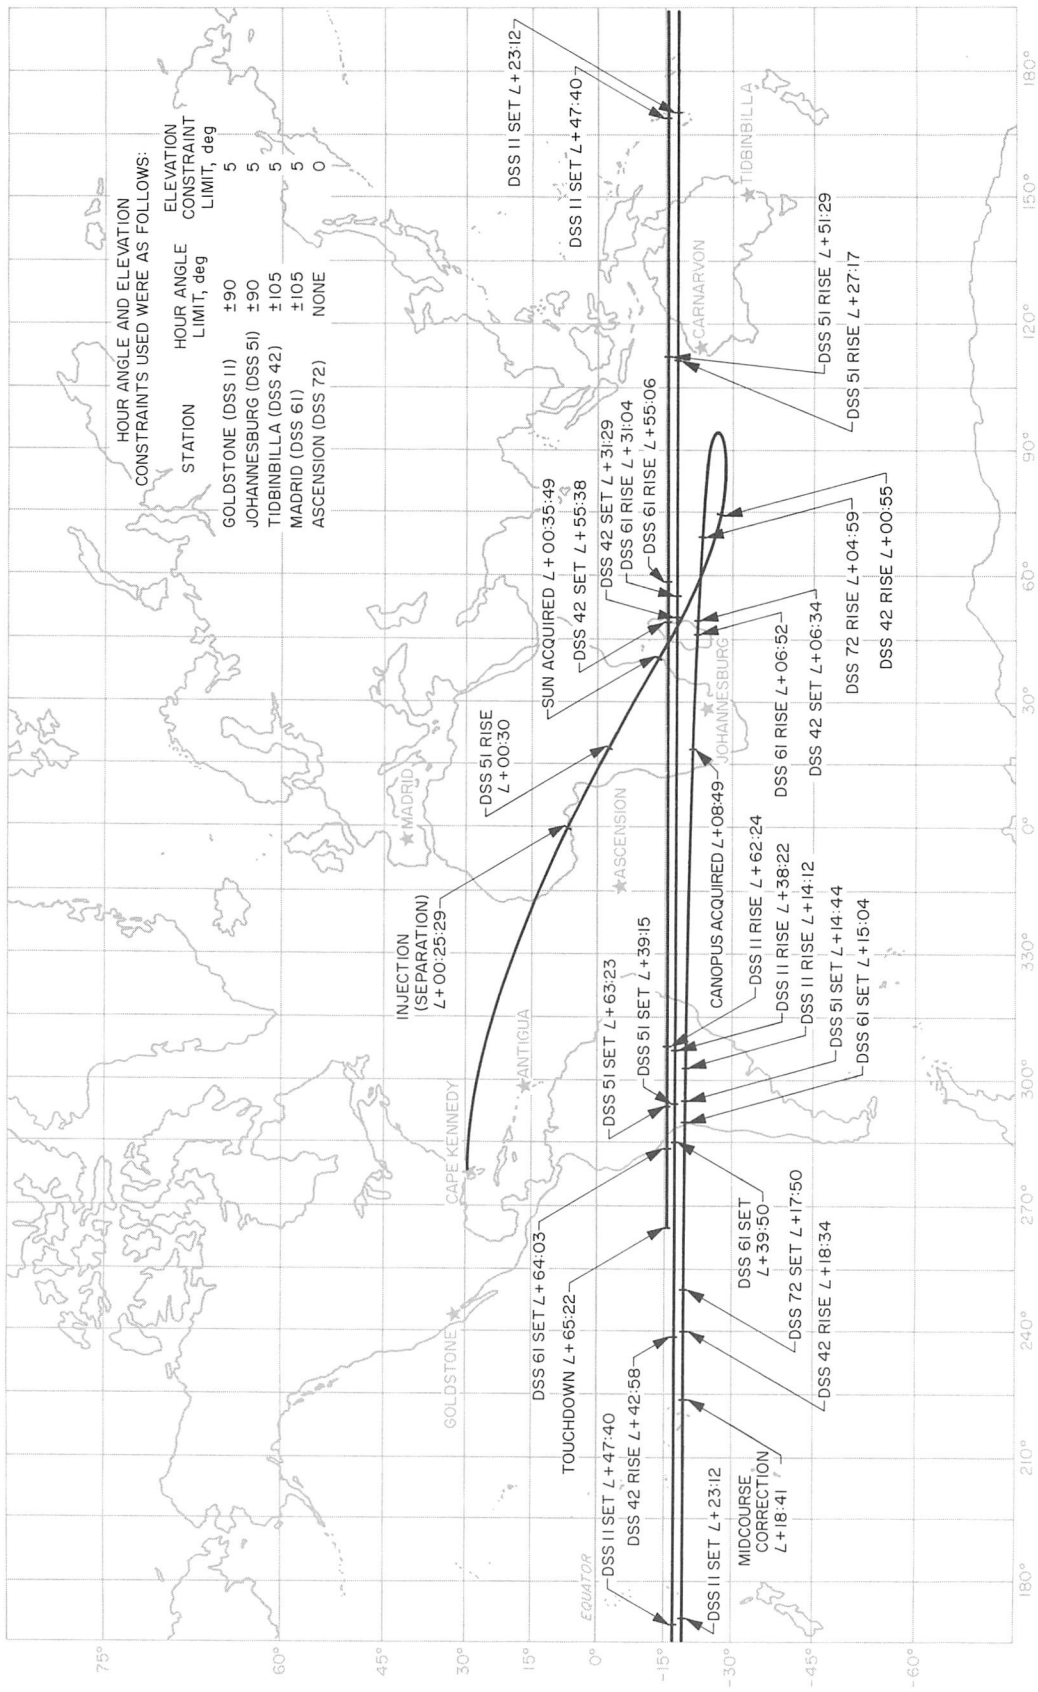 HOUR ANGLE AND ELEVATION
CONSTRAINTS USED WERE AS FOLLOWS:
STATION HOUR ANGLE LIMIT, deg ELEVATION CONSTRAINT LIMIT, deg
GOLDSTONE (DSS 11) ±90 5
JOHANNESBURG (DSS 51) ±90 5
TIDBINBILLA (DSS 42) ±105 5
MADRID (DSS 61) ±105 5
ASCENSION (DSS 72) NONE 0
75°
60°
45°
30°
15°
0°
-15°
-30°
-45°
-60°
GOLDSTONE
CAPE KENNEDY
ANTIGUA
MADRID
ASCENSION
JOHANNESBURG
CARNARVON
TIDBINBILLA
EQUATOR
INJECTION
(SEPARATION)
L+00:25:29
DSS 51 RISE
L+00:30
SUN ACQUIRED L+00:35:49
DSS 42 SET L+55:38
DSS 42 SET L+31:29
DSS 61 RISE L+31:04
DSS 61 RISE L+55:06
DSS 11 SET L+23:12
DSS 11 SET L+47:40
DSS 61 SET L+64:03
TOUCHDOWN L+65:22
DSS 51 SET L+63:23
DSS 51 SET L+39:15
DSS 11 SET L+47:40
DSS 42 RISE L+42:58
DSS 11 SET L+23:12
MIDCOURSE
CORRECTION
L+18:41
DSS 61 SET
L+39:50
DSS 72 SET L+17:50
DSS 42 RISE L+18:34
CANOPUS ACQUIRED L+08:49
DSS 11 RISE L+62:24
DSS 11 RISE L+38:22
DSS 11 RISE L+14:12
DSS 51 SET L+14:44
DSS 61 SET L+15:04
DSS 61 RISE L+06:52
DSS 42 SET L+06:34
DSS 72 RISE L+04:59
DSS 42 RISE L+00:55
DSS 51 RISE L+51:29
DSS 51 RISE L+27:17
180°
210°
240°
270°
300°
330°
0°
30°
60°
90°
120°
150°
180°